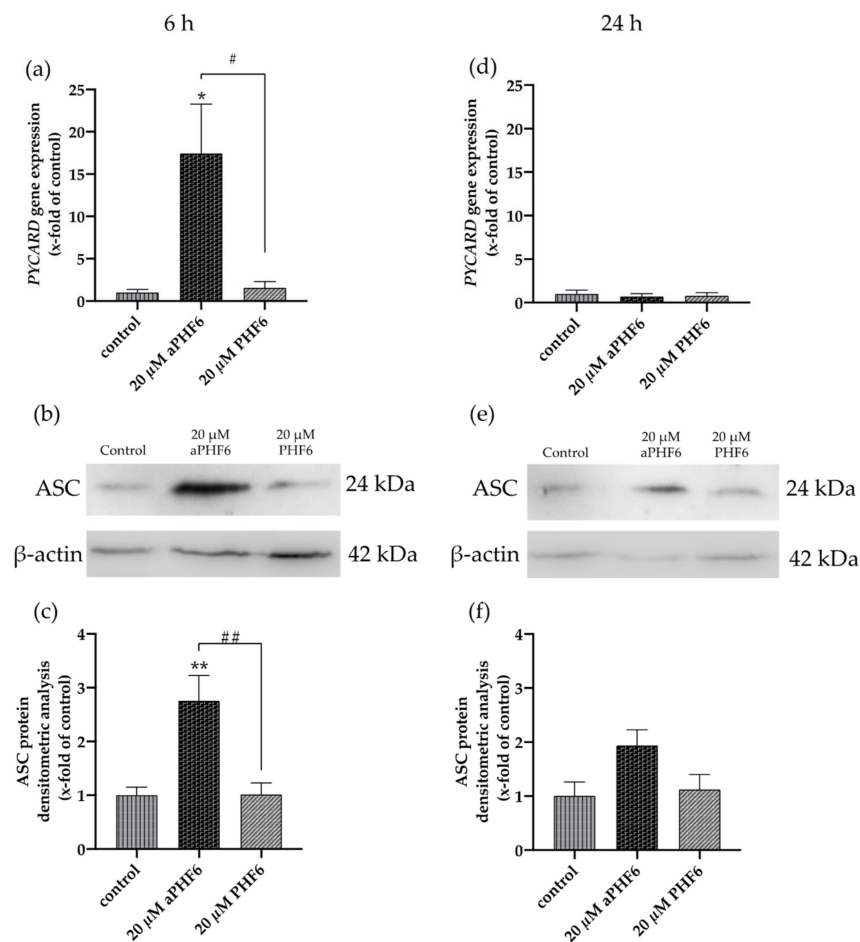 6 h
24 h
(a)
#
*
25
20
15
10
5
0
PYCARD gene expression
(x-fold of control)
control
20 µM aPHF6
20 µM PHF6
(d)
25
20
15
10
5
0
PYCARD gene expression
(x-fold of control)
control
20 µM aPHF6
20 µM PHF6
(b)
Control
20 µM
aPHF6
20 µM
PHF6
ASC
24 kDa
β-actin
42 kDa
(e)
Control
20 µM
aPHF6
20 µM
PHF6
ASC
24 kDa
β-actin
42 kDa
(c)
##
**
4
3
2
1
0
ASC protein
densitometric analysis
(x-fold of control)
control
20 µM aPHF6
20 µM PHF6
(f)
4
3
2
1
0
ASC protein
densitometric analysis
(x-fold of control)
control
20 µM aPHF6
20 µM PHF6